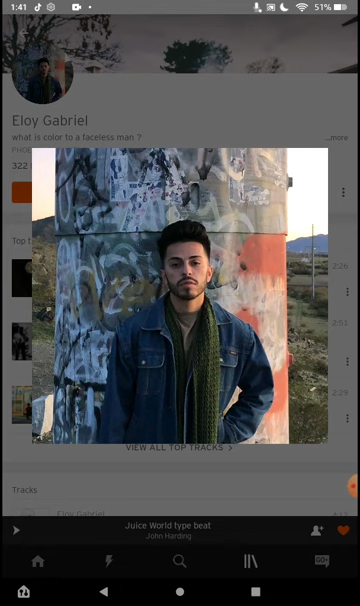 1:41
51%
Eloy Gabriel
what is color to a faceless man ?
...more
322
2:26
2:51
2:29
VIEW ALL TOP TRACKS >
Tracks
Eloy Gabriel
Juice World type beat
John Harding
GO+